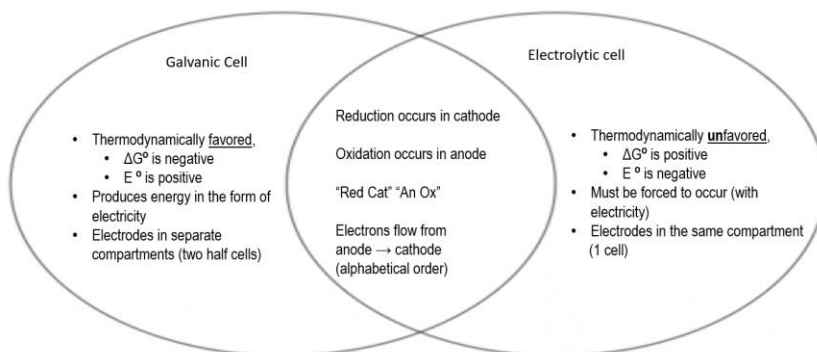 Galvanic Cell
• Thermodynamically favored,
• ΔGº is negative
• E º is positive
• Produces energy in the form of
electricity
• Electrodes in separate
compartments (two half cells)
Reduction occurs in cathode
Oxidation occurs in anode
“Red Cat” “An Ox”
Electrons flow from
anode → cathode
(alphabetical order)
Electrolytic cell
• Thermodynamically unfavored,
• ΔGº is positive
• E º is negative
• Must be forced to occur (with
electricity)
• Electrodes in the same compartment
(1 cell)